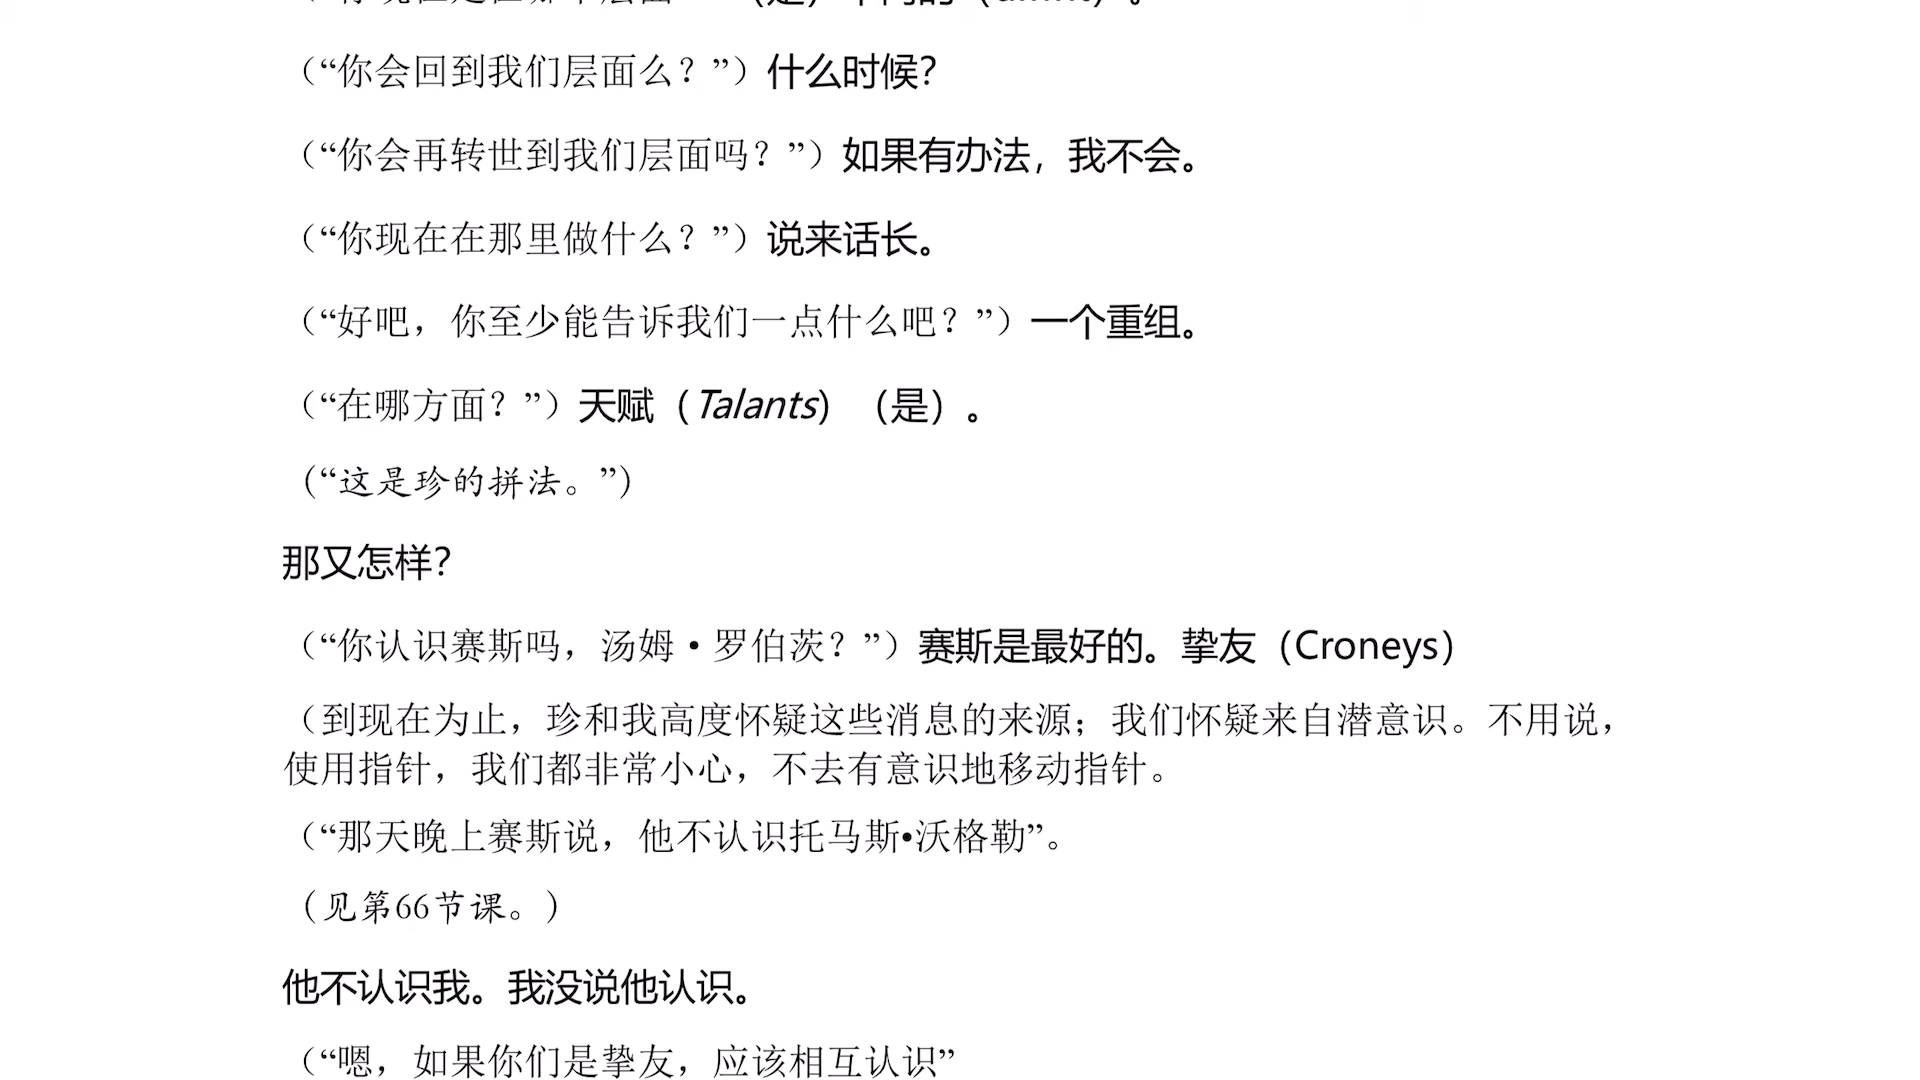 （“你会回到我们层面么？”）什么时候？
（“你会再转世到我们层面吗？”）如果有办法，我不会。
（“你现在在那里做什么？”）说来话长。
（“好吧，你至少能告诉我们一点什么吧？”）一个重组。
（“在哪方面？”）天赋（Talants）（是）。
（“这是珍的拼法。”）
那又怎样？
（“你认识赛斯吗，汤姆·罗伯茨？”）赛斯是最好的。挚友（Croneys）
（到现在为止，珍和我高度怀疑这些消息的来源；我们怀疑来自潜意识。不用说，
使用指针，我们都非常小心，不去有意识地移动指针。
（“那天晚上赛斯说，他不认识托马斯•沃格勒”。
（见第66节课。）
他不认识我。我没说他认识。
（“嗯，如果你们是挚友，应该相互认识”